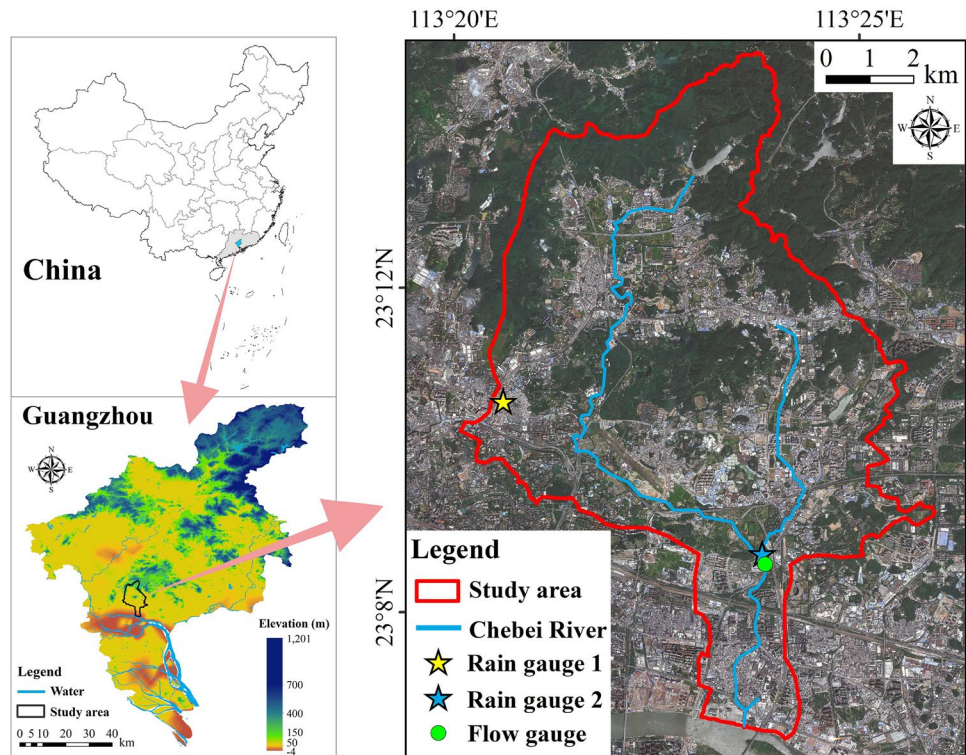 China
Guangzhou
N
W E
S
Elevation (m)
1,201
700
400
150
50
-4
Legend
Water
Study area
0 5 10 20 30 40
km
113°20'E
113°25'E
0 1 2
km
N
W E
S
23°12'N
23°8'N
Legend
Study area
Chebei River
Rain gauge 1
Rain gauge 2
Flow gauge